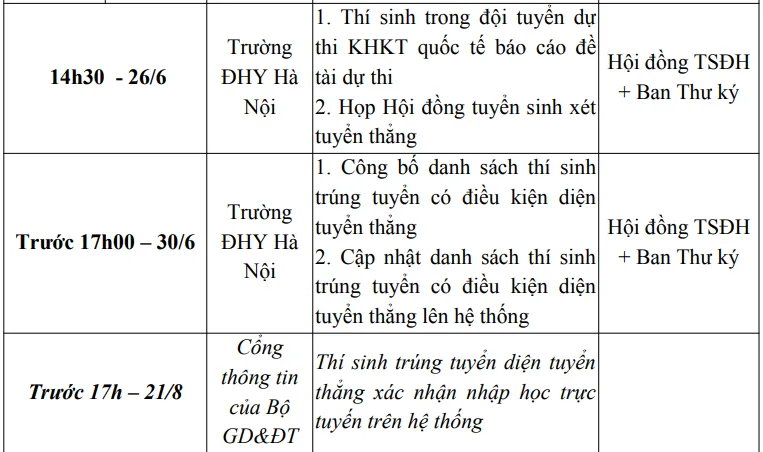 14h30 - 26/6
Trường
ĐHY Hà
Nội
1. Thí sinh trong đội tuyển dự
thi KHKT quốc tế báo cáo đề
tài dự thi
2. Họp Hội đồng tuyển sinh xét
tuyển thẳng
Hội đồng TSĐH
+ Ban Thư ký
Trước 17h00 – 30/6
Trường
ĐHY Hà
Nội
1. Công bố danh sách thí sinh
trúng tuyển có điều kiện diện
tuyển thẳng
2. Cập nhật danh sách thí sinh
trúng tuyển có điều kiện diện
tuyển thẳng lên hệ thống
Hội đồng TSĐH
+ Ban Thư ký
Trước 17h – 21/8
Cổng
thông tin
của Bộ
GD&ĐT
Thí sinh trúng tuyển diện tuyển
thẳng xác nhận nhập học trực
tuyến trên hệ thống